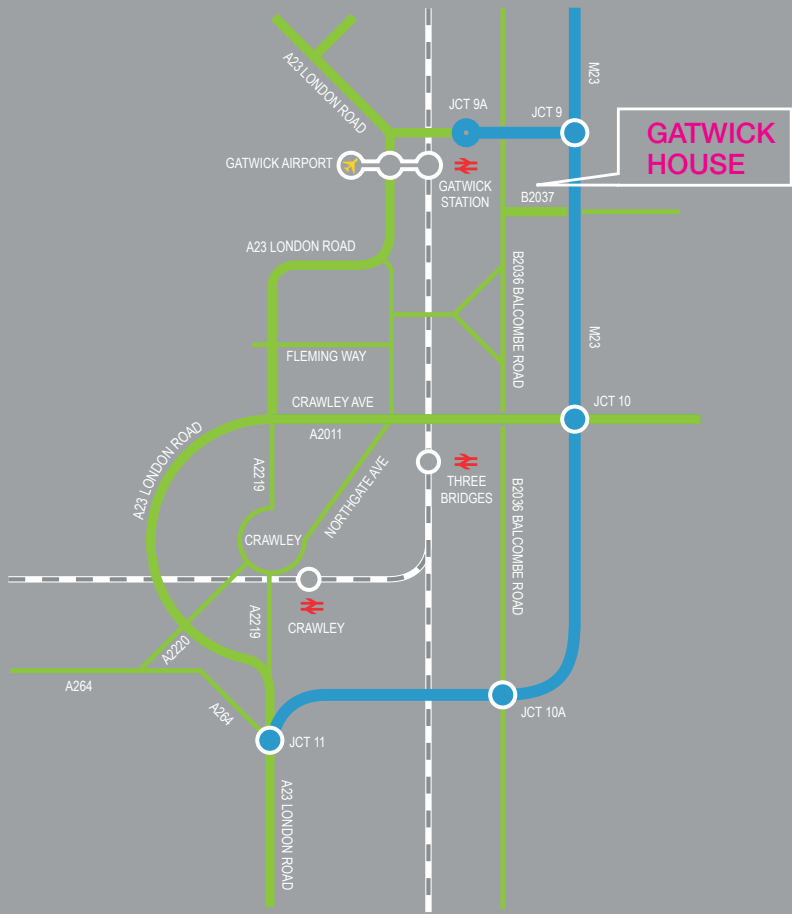 A23 LONDON ROAD
M23
JCT 9A
JCT 9
GATWICK
HOUSE
GATWICK AIRPORT
GATWICK
STATION
B2037
A23 LONDON ROAD
B2036 BALCOMBE ROAD
M23
FLEMING WAY
CRAWLEY AVE
JCT 10
A2011
A23 LONDON ROAD
A2219
NORTHGATE AVE
THREE
BRIDGES
B2036 BALCOMBE ROAD
CRAWLEY
A2219
CRAWLEY
A2220
A264
A264
JCT 10A
JCT 11
A23 LONDON ROAD